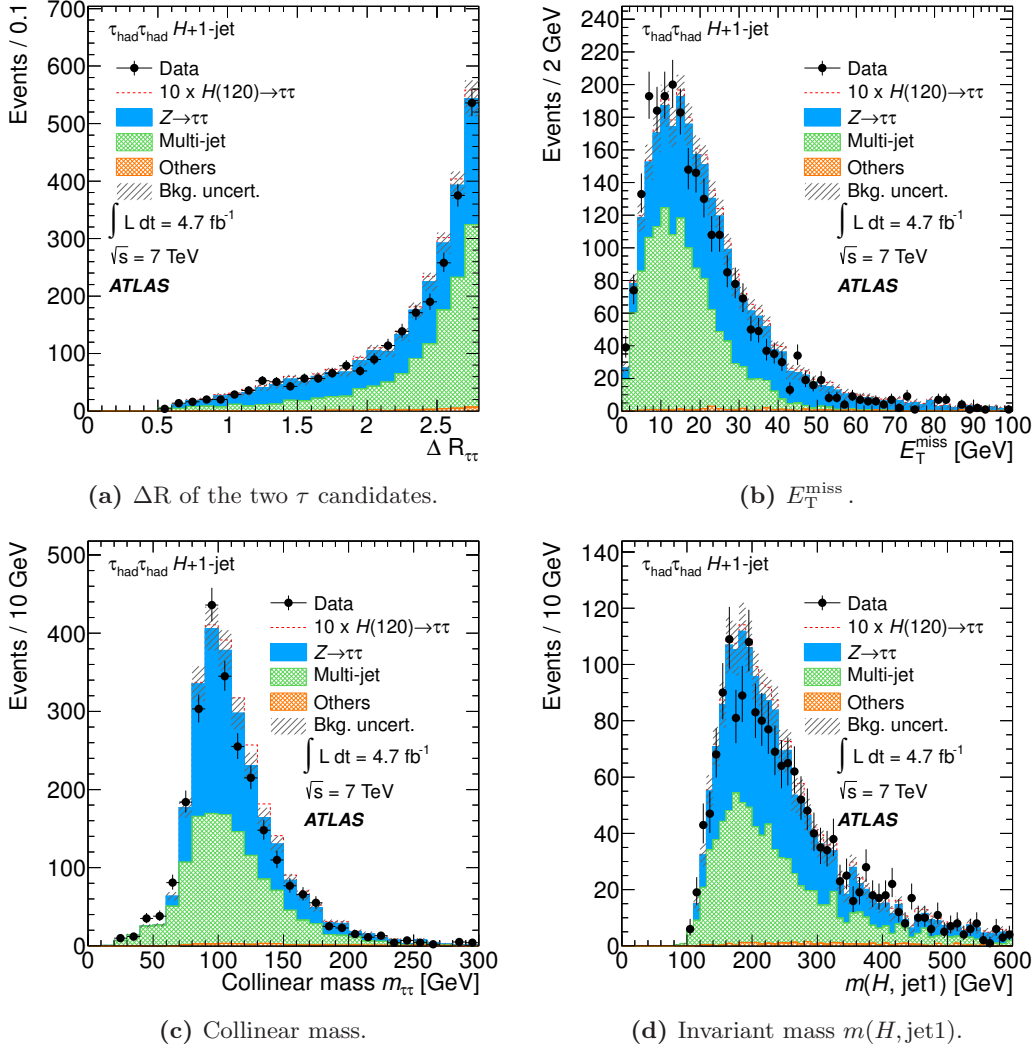 τhadτhad H+1-jet
Data
10 x H(120)→ττ
Z→ττ
Multi-jet
Others
Bkg. uncert.
∫ L dt = 4.7 fb⁻¹
√s = 7 TeV
ATLAS
Events / 0.1
700
600
500
400
300
200
100
0
0 0.5 1 1.5 2 2.5
Δ Rττ
(a) ΔR of the two τ candidates.
τhadτhad H+1-jet
Data
10 x H(120)→ττ
Z→ττ
Multi-jet
Others
Bkg. uncert.
∫ L dt = 4.7 fb⁻¹
√s = 7 TeV
ATLAS
Events / 2 GeV
240
220
200
180
160
140
120
100
80
60
40
20
0
0 10 20 30 40 50 60 70 80 90 100
E_T^miss [GeV]
(b) E_T^miss .
τhadτhad H+1-jet
Data
10 x H(120)→ττ
Z→ττ
Multi-jet
Others
Bkg. uncert.
∫ L dt = 4.7 fb⁻¹
√s = 7 TeV
ATLAS
Events / 10 GeV
500
400
300
200
100
0
0 50 100 150 200 250 300
Collinear mass mττ [GeV]
(c) Collinear mass.
τhadτhad H+1-jet
Data
10 x H(120)→ττ
Z→ττ
Multi-jet
Others
Bkg. uncert.
∫ L dt = 4.7 fb⁻¹
√s = 7 TeV
ATLAS
Events / 10 GeV
140
120
100
80
60
40
20
0
0 100 200 300 400 500 600
m(H, jet1) [GeV]
(d) Invariant mass m(H, jet1).